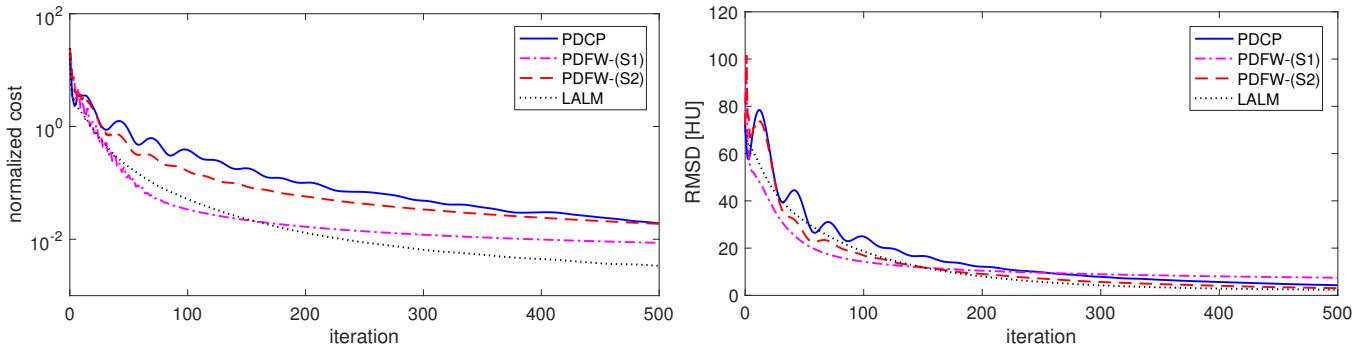 normalized cost
10^2
10^0
10^-2
0
100
200
300
400
500
iteration
PDCP
PDFW-(S1)
PDFW-(S2)
LALM
RMSD [HU]
120
100
80
60
40
20
0
0
100
200
300
400
500
iteration
PDCP
PDFW-(S1)
PDFW-(S2)
LALM